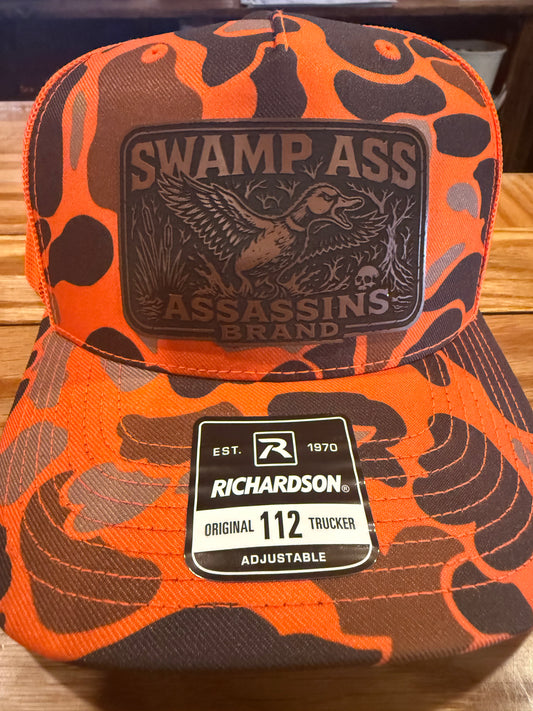 SWAMP ASS
ASSASSINS
BRAND
EST. R 1970
RICHARDSON®
ORIGINAL 112 TRUCKER
ADJUSTABLE